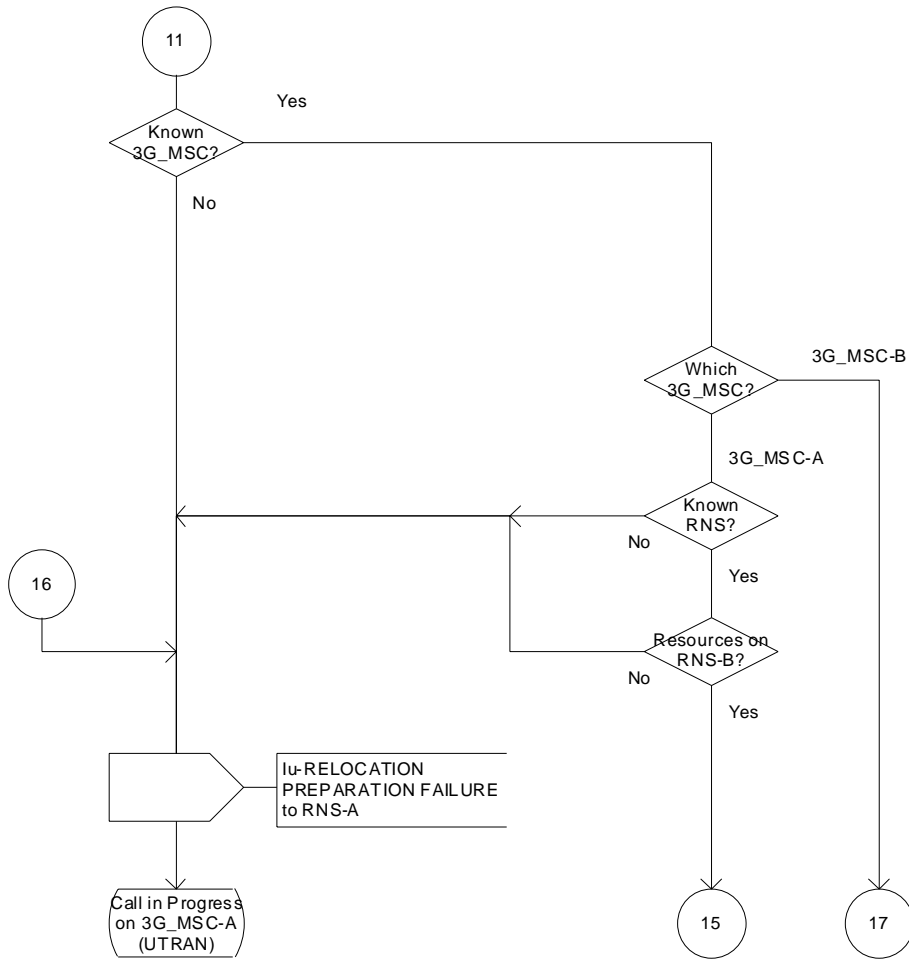 11
Yes
Known
3G_MSC?
No
3G_MSC-B
Which
3G_MSC?
3G_MSC-A
Known
RNS?
No
Yes
16
Resources on
RNS-B?
No
Yes
Iu-RELOCATION
PREPARATION FAILURE
to RNS-A
Call in Progress
on 3G_MSC-A
(UTRAN)
15
17